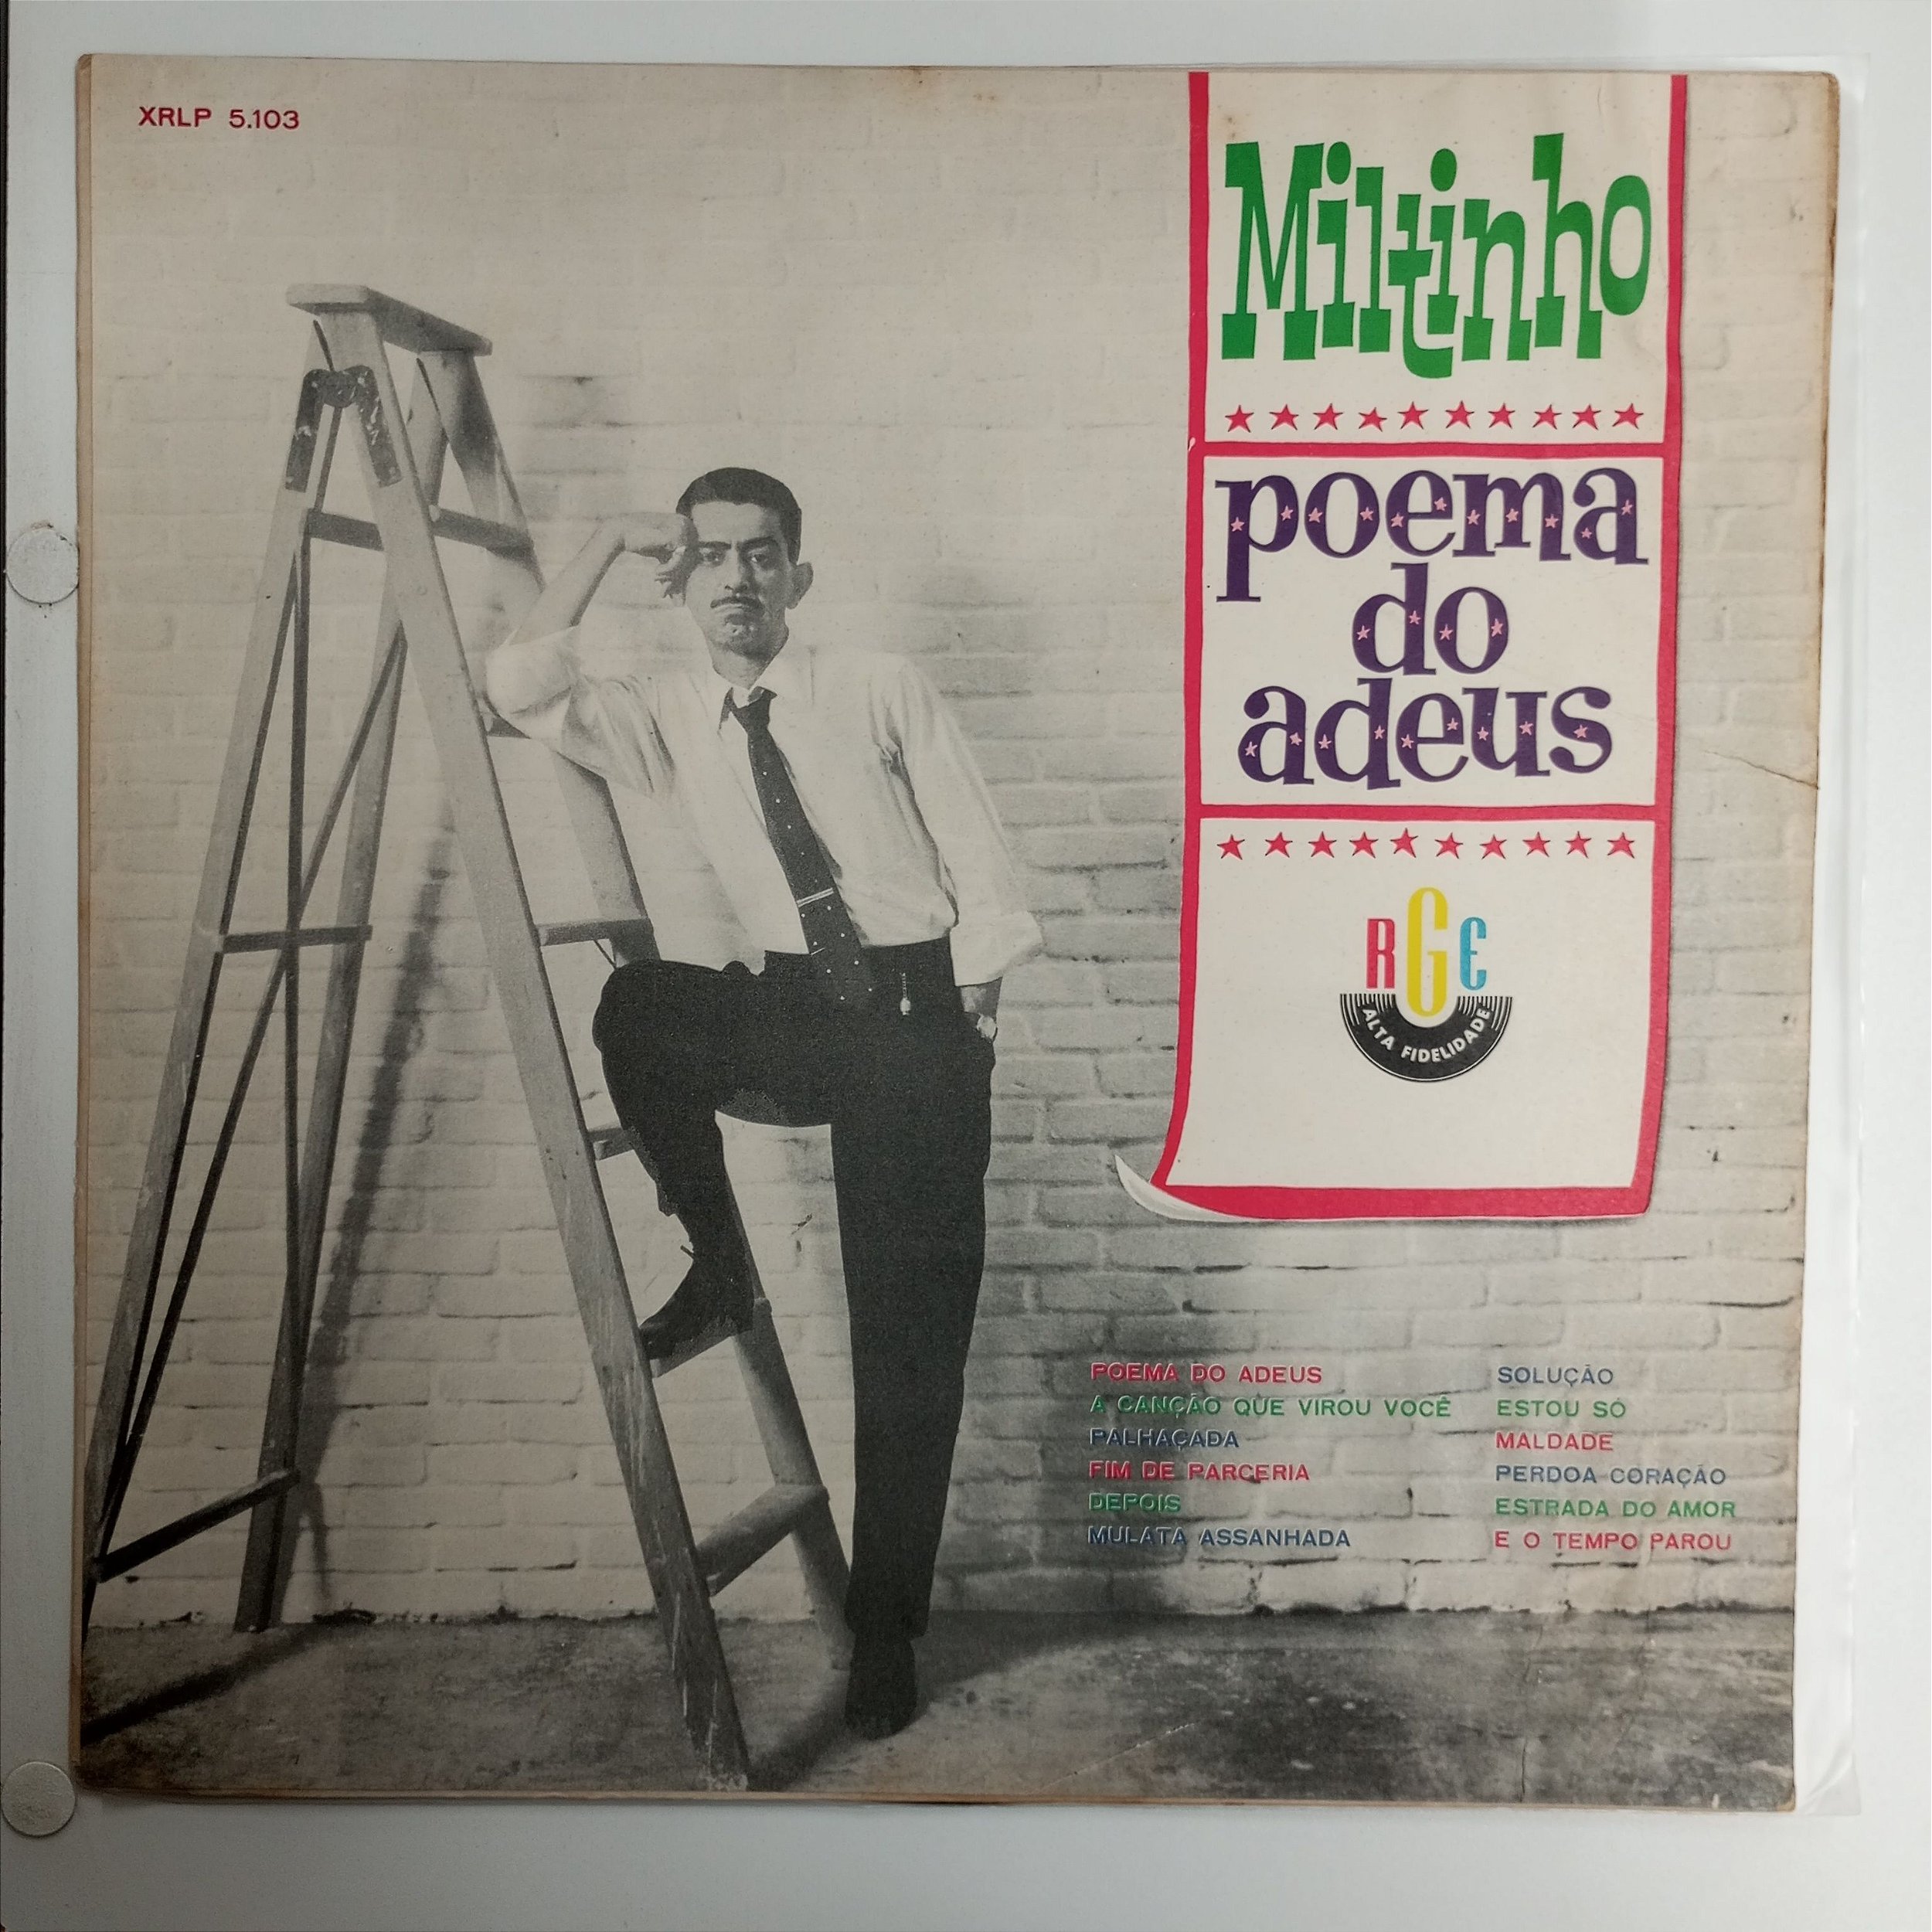 XRLP 5.103
Miltinho
poema
do
adeus
RGE
ALTA FIDELIDADE
POEMA DO ADEUS
A CANÇÃO QUE VIROU VOCÊ
PALHAÇADA
FIM DE PARCERIA
DEPOIS
MULATA ASSANHADA
SOLUÇÃO
ESTOU SÓ
MALDADE
PERDOA CORAÇÃO
ESTRADA DO AMOR
E O TEMPO PAROU